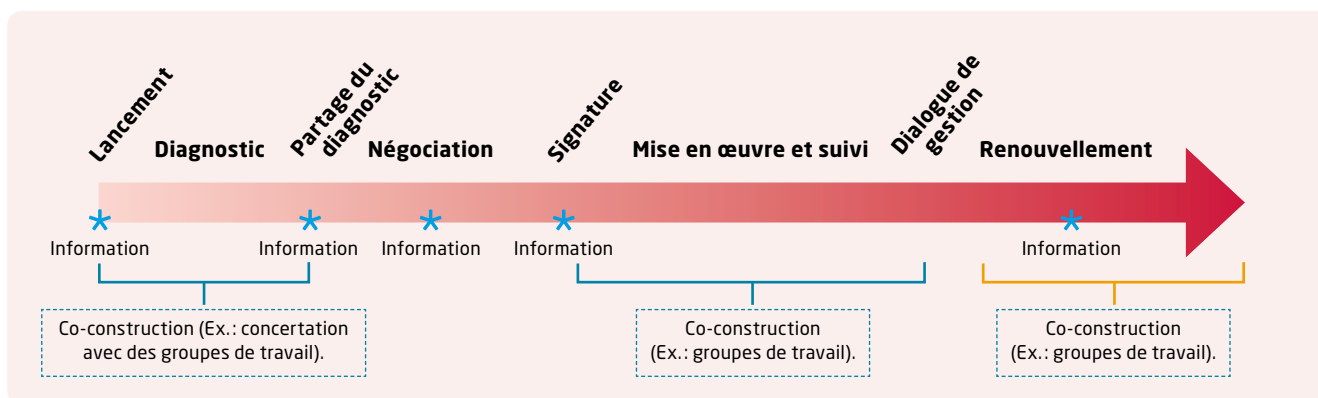 Lancement
Diagnostic
Partage du
diagnostic
Négociation
Signature
Mise en œuvre et suivi
Dialogue de
gestion
Renouvellement
Information
Information
Information
Information
Information
Co-construction (Ex.: concertation
avec des groupes de travail).
Co-construction
(Ex.: groupes de travail).
Co-construction
(Ex.: groupes de travail).